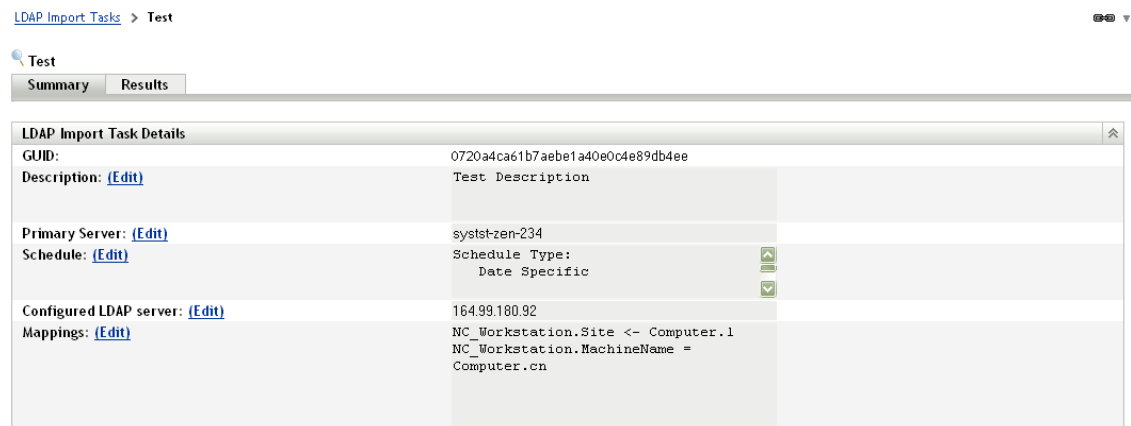 LDAP Import Tasks > Test
Test
Summary Results
LDAP Import Task Details
GUID: 0720a4ca61b7aebe1a40e0c4e89db4ee
Description: (Edit) Test Description
Primary Server: (Edit) systst-zen-234
Schedule: (Edit) Schedule Type:
Date Specific
Configured LDAP server: (Edit) 164.99.180.92
Mappings: (Edit) NC_Workstation.Site <- Computer.l
NC_Workstation.MachineName =
Computer.cn